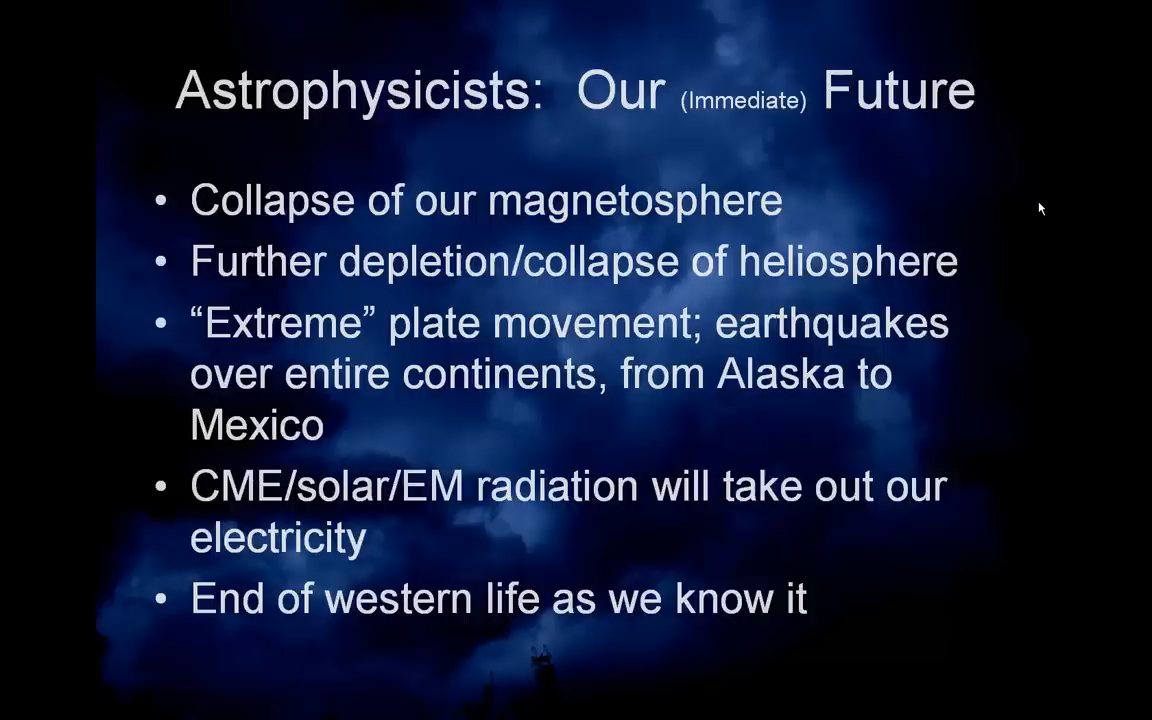 Astrophysicists: Our (Immediate) Future
• Collapse of our magnetosphere
• Further depletion/collapse of heliosphere
• “Extreme” plate movement; earthquakes
over entire continents, from Alaska to
Mexico
• CME/solar/EM radiation will take out our
electricity
• End of western life as we know it